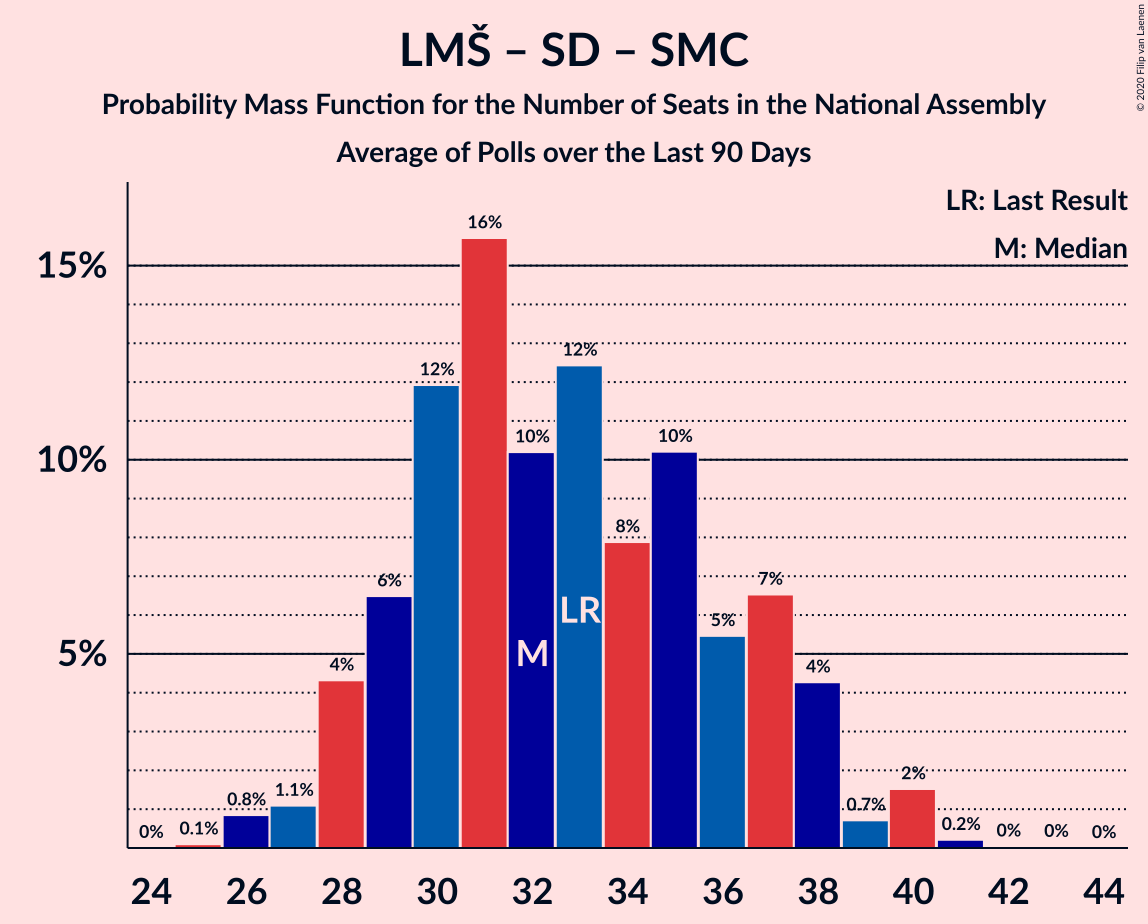 LMŠ – SD – SMC
Probability Mass Function for the Number of Seats in the National Assembly
Average of Polls over the Last 90 Days
© 2020 Filip van Laenen
LR: Last Result
M: Median
15%
10%
5%
0%
0.1%
0.8%
1.1%
4%
6%
12%
16%
10%
12%
8%
10%
5%
7%
4%
0.7%
2%
0.2%
0%
0%
0%
M
LR
24 26 28 30 32 34 36 38 40 42 44